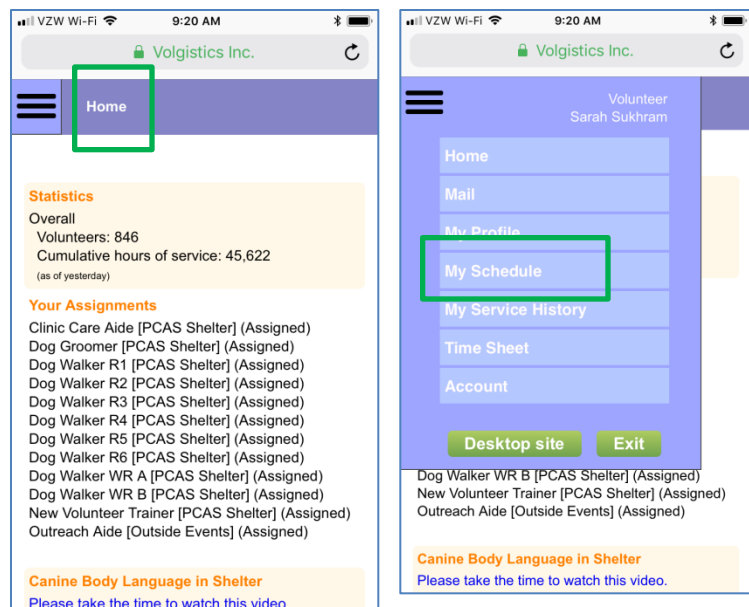 VZW Wi-Fi 9:20 AM
Volgistics Inc.
Home
Statistics
Overall
Volunteers: 846
Cumulative hours of service: 45,622
(as of yesterday)
Your Assignments
Clinic Care Aide [PCAS Shelter] (Assigned)
Dog Groomer [PCAS Shelter] (Assigned)
Dog Walker R1 [PCAS Shelter] (Assigned)
Dog Walker R2 [PCAS Shelter] (Assigned)
Dog Walker R3 [PCAS Shelter] (Assigned)
Dog Walker R4 [PCAS Shelter] (Assigned)
Dog Walker R5 [PCAS Shelter] (Assigned)
Dog Walker R6 [PCAS Shelter] (Assigned)
Dog Walker WR A [PCAS Shelter] (Assigned)
Dog Walker WR B [PCAS Shelter] (Assigned)
New Volunteer Trainer [PCAS Shelter] (Assigned)
Outreach Aide [Outside Events] (Assigned)
Canine Body Language in Shelter
Please take the time to watch this video
VZW Wi-Fi 9:20 AM
Volgistics Inc.
Volunteer
Sarah Sukhram
Home
Mail
My Profile
My Schedule
My Service History
Time Sheet
Account
Desktop site Exit
Dog Walker WR B [PCAS Shelter] (Assigned)
New Volunteer Trainer [PCAS Shelter] (Assigned)
Outreach Aide [Outside Events] (Assigned)
Canine Body Language in Shelter
Please take the time to watch this video.